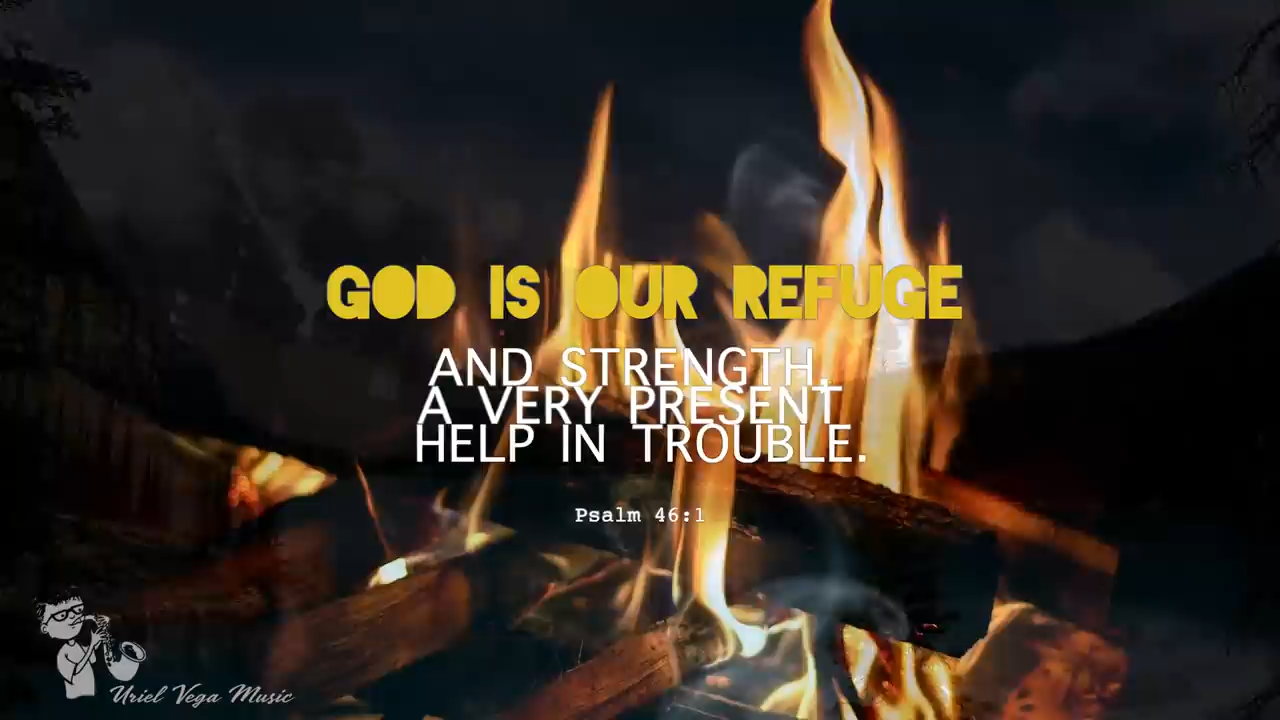 GOD IS OUR REFUGE
AND STRENGTH,
A VERY PRESENT
HELP IN TROUBLE.
Psalm 46:1
Uriel Vega Music